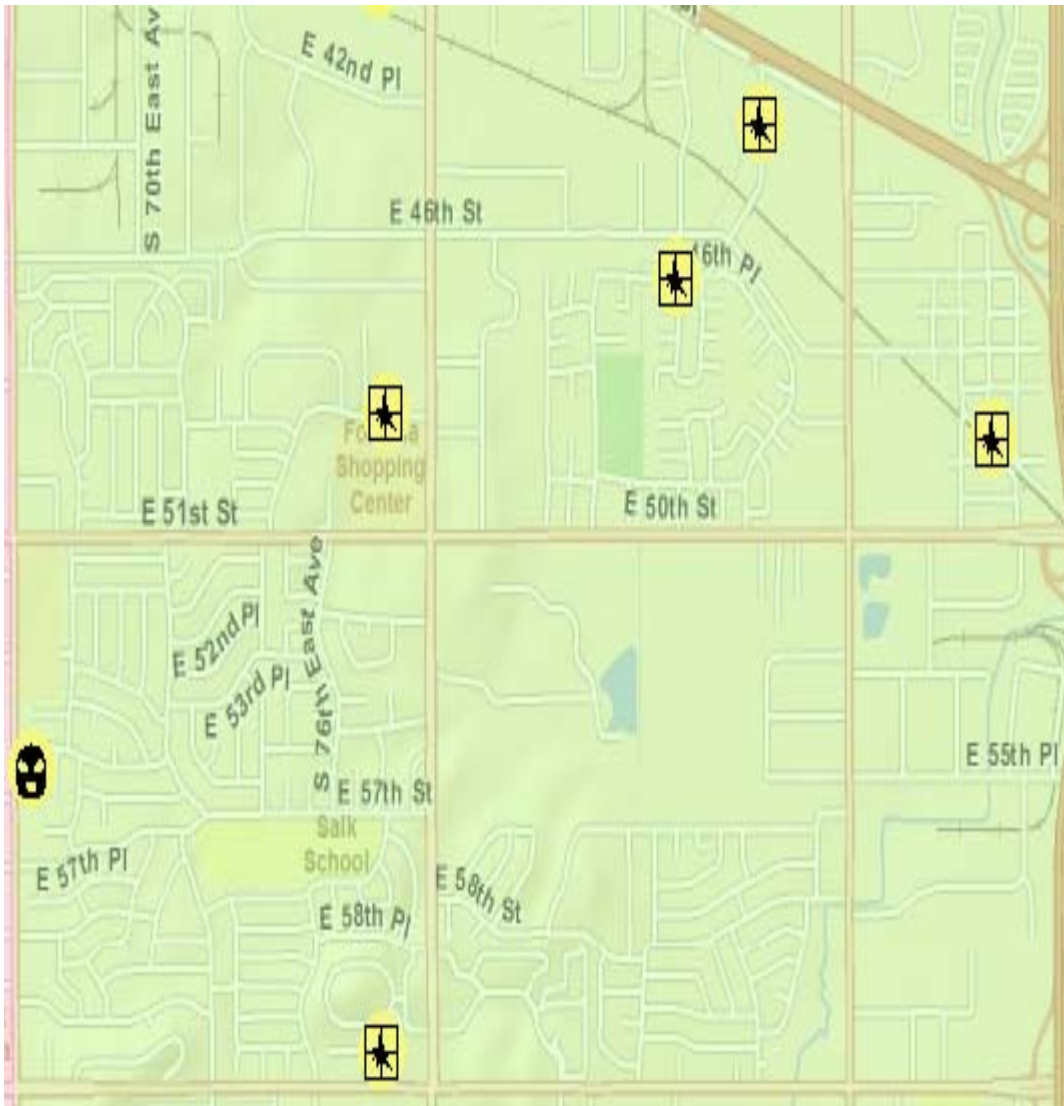 E 42nd Pl
S 70th East Av
E 46th St
6th Pl
Shopping
Center
E 51st St
E 50th St
E 52nd Pl
E 53rd Pl
S 76th East Ave
E 55th Pl
E 57th St
Salk
School
E 57th Pl
E 58th St
E 58th Pl